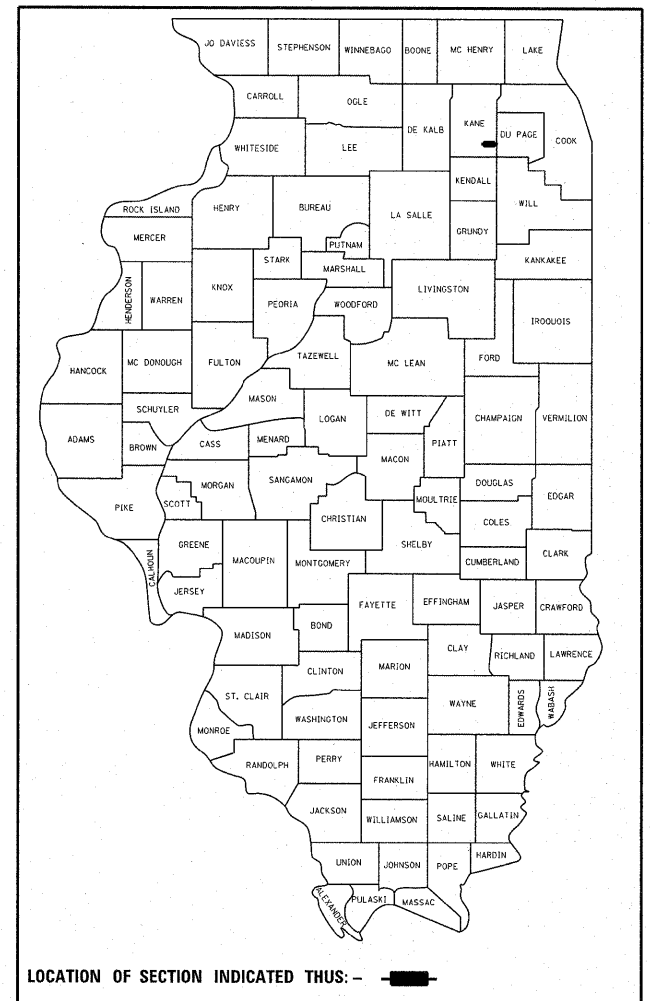 JO DAVIESS
STEPHENSON
WINNEBAGO
BOONE
MC HENRY
LAKE
CARROLL
OGLE
DE KALB
KANE
DU PAGE
COOK
WHITESIDE
LEE
KENDALL
WILL
ROCK ISLAND
HENRY
BUREAU
LA SALLE
GRUNDY
MERCER
PUTNAM
KANKAKEE
STARK
MARSHALL
HENDERSON
WARREN
KNOX
PEORIA
WOODFORD
LIVINGSTON
IROQUOIS
HANCOCK
MC DONOUGH
FULTON
TAZEWELL
MC LEAN
FORD
MASON
SCHUYLER
LOGAN
DE WITT
CHAMPAIGN
VERMILION
ADAMS
BROWN
CASS
MENARD
MACON
PIATT
MORGAN
SANGAMON
DOUGLAS
EDGAR
PIKE
SCOTT
CHRISTIAN
MOULTRIE
COLES
CALHOUN
GREENE
MACOUPIN
MONTGOMERY
SHELBY
CUMBERLAND
CLARK
JERSEY
FAYETTE
EFFINGHAM
JASPER
CRAWFORD
MADISON
BOND
CLAY
RICHLAND
LAWRENCE
CLINTON
MARION
ST. CLAIR
WAYNE
EDWARDS
WABASH
WASHINGTON
JEFFERSON
MONROE
RANDOLPH
PERRY
HAMILTON
WHITE
FRANKLIN
JACKSON
WILLIAMSON
SALINE
GALLATIN
UNION
JOHNSON
POPE
HARDIN
ALEXANDER
PULASKI
MASSAC
LOCATION OF SECTION INDICATED THUS: –